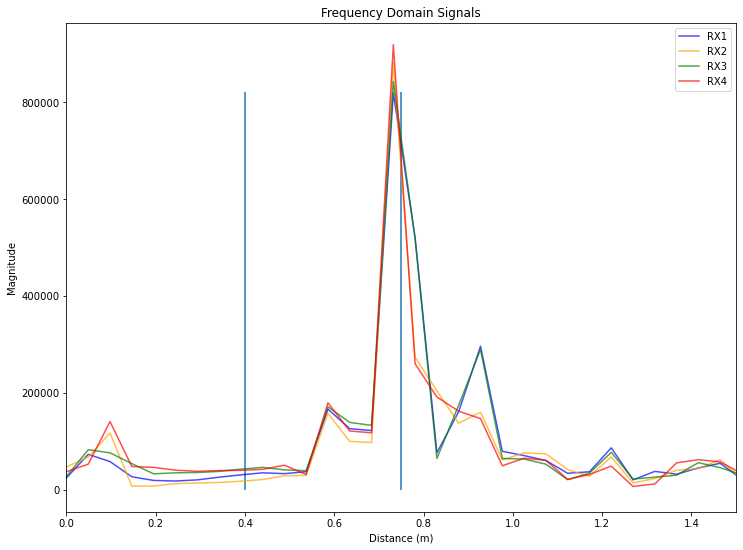 Frequency Domain Signals
RX1
RX2
RX3
RX4
800000
600000
400000
200000
0
Magnitude
0.0 0.2 0.4 0.6 0.8 1.0 1.2 1.4
Distance (m)